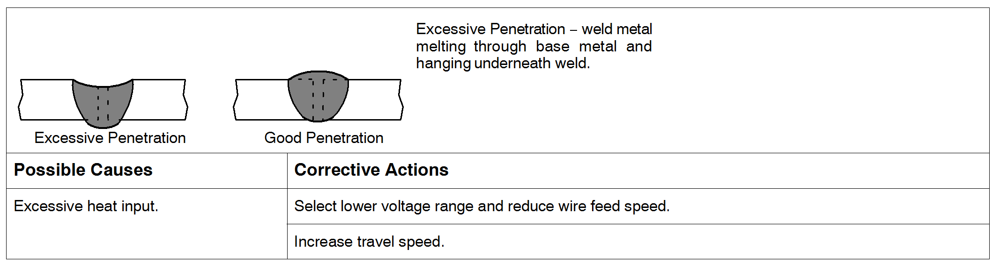 Excessive Penetration – weld metal
melting through base metal and
hanging underneath weld.
Excessive Penetration
Good Penetration
Possible Causes
Corrective Actions
Excessive heat input.
Select lower voltage range and reduce wire feed speed.
Increase travel speed.